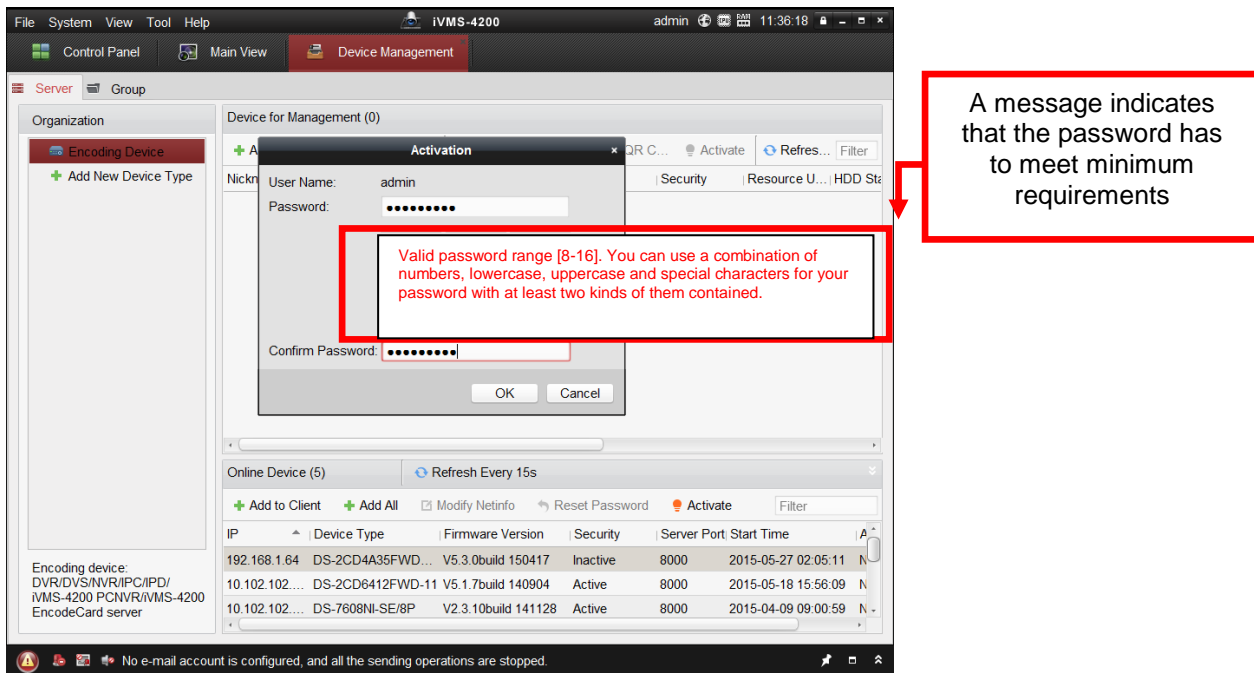 File System View Tool Help
iVMS-4200
admin
11:36:18
Control Panel
Main View
Device Management
Server
Group
Organization
Encoding Device
Add New Device Type
Encoding device:
DVR/DVS/NVR/IPC/IPD/
iVMS-4200 PCNVR/iVMS-4200
EncodeCard server
Device for Management (0)
QR C...
Activate
Refres...
Filter
Nickn
Security
Resource U...
HDD Sta
Activation
User Name: admin
Password: ●●●●●●●●●
Valid password range [8-16]. You can use a combination of
numbers, lowercase, uppercase and special characters for your
password with at least two kinds of them contained.
Confirm Password: ●●●●●●●●●
OK
Cancel
Online Device (5)
Refresh Every 15s
Add to Client
Add All
Modify Netinfo
Reset Password
Activate
Filter
IP Device Type Firmware Version Security Server Port Start Time A
192.168.1.64 DS-2CD4A35FWD... V5.3.0build 150417 Inactive 8000 2015-05-27 02:05:11 N
10.102.102.... DS-2CD6412FWD-11 V5.1.7build 140904 Active 8000 2015-05-18 15:56:09 N
10.102.102.... DS-7608NI-SE/8P V2.3.10build 141128 Active 8000 2015-04-09 09:00:59 N
No e-mail account is configured, and all the sending operations are stopped.
A message indicates
that the password has
to meet minimum
requirements